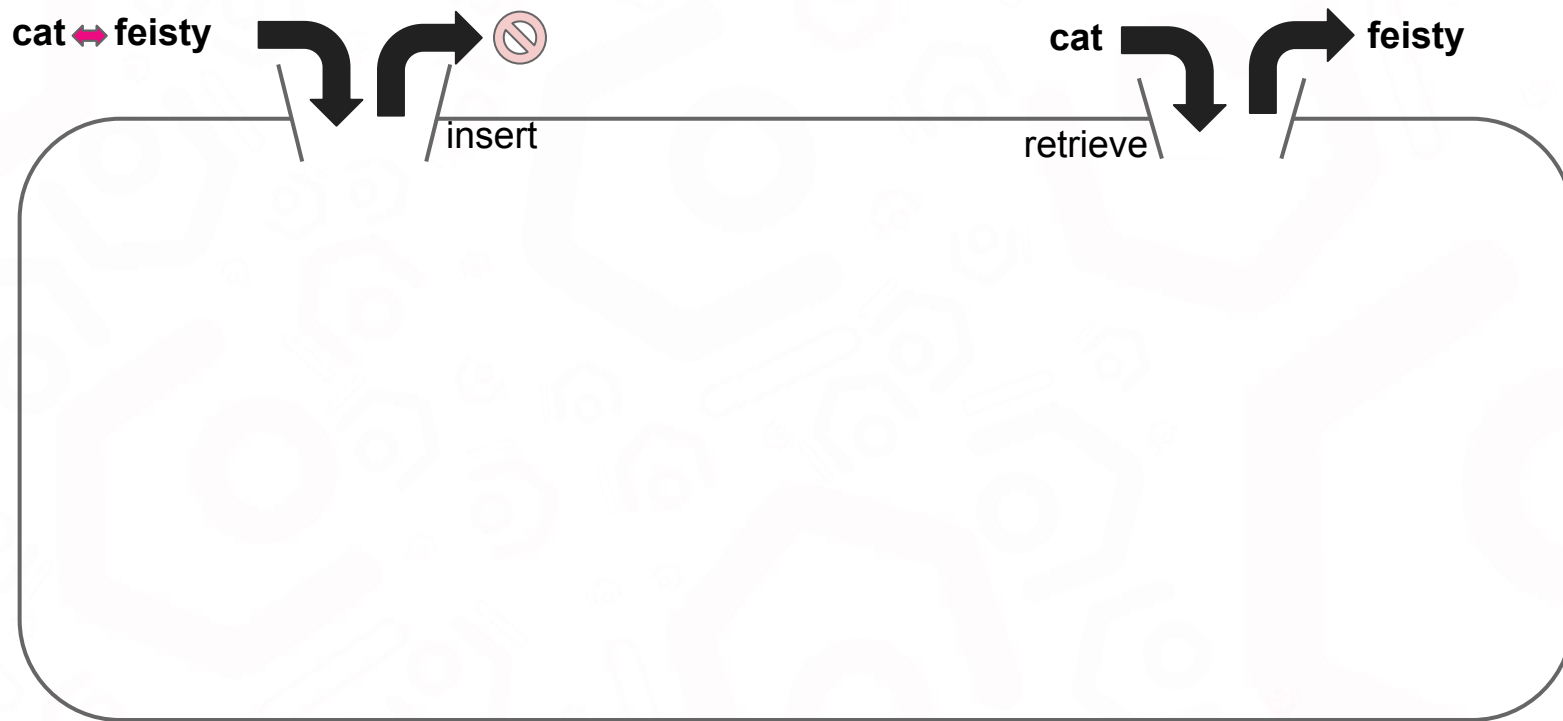 cat ⇔ feisty
cat
feisty
insert
retrieve